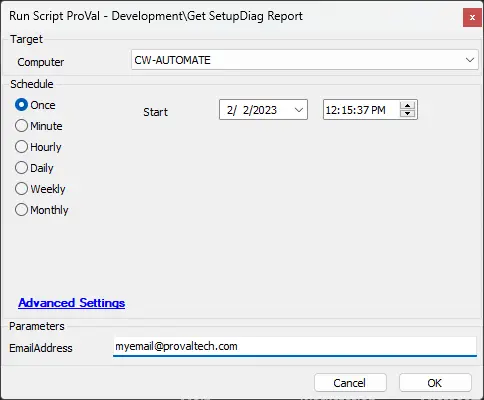 Run Script ProVal - Development\Get SetupDiag Report
x
Target
Computer CW-AUTOMATE
Schedule
Once
Start 2/ 2/2023 12:15:37 PM
Minute
Hourly
Daily
Weekly
Monthly
Advanced Settings
Parameters
EmailAddress myemail@provaltech.com
Cancel OK